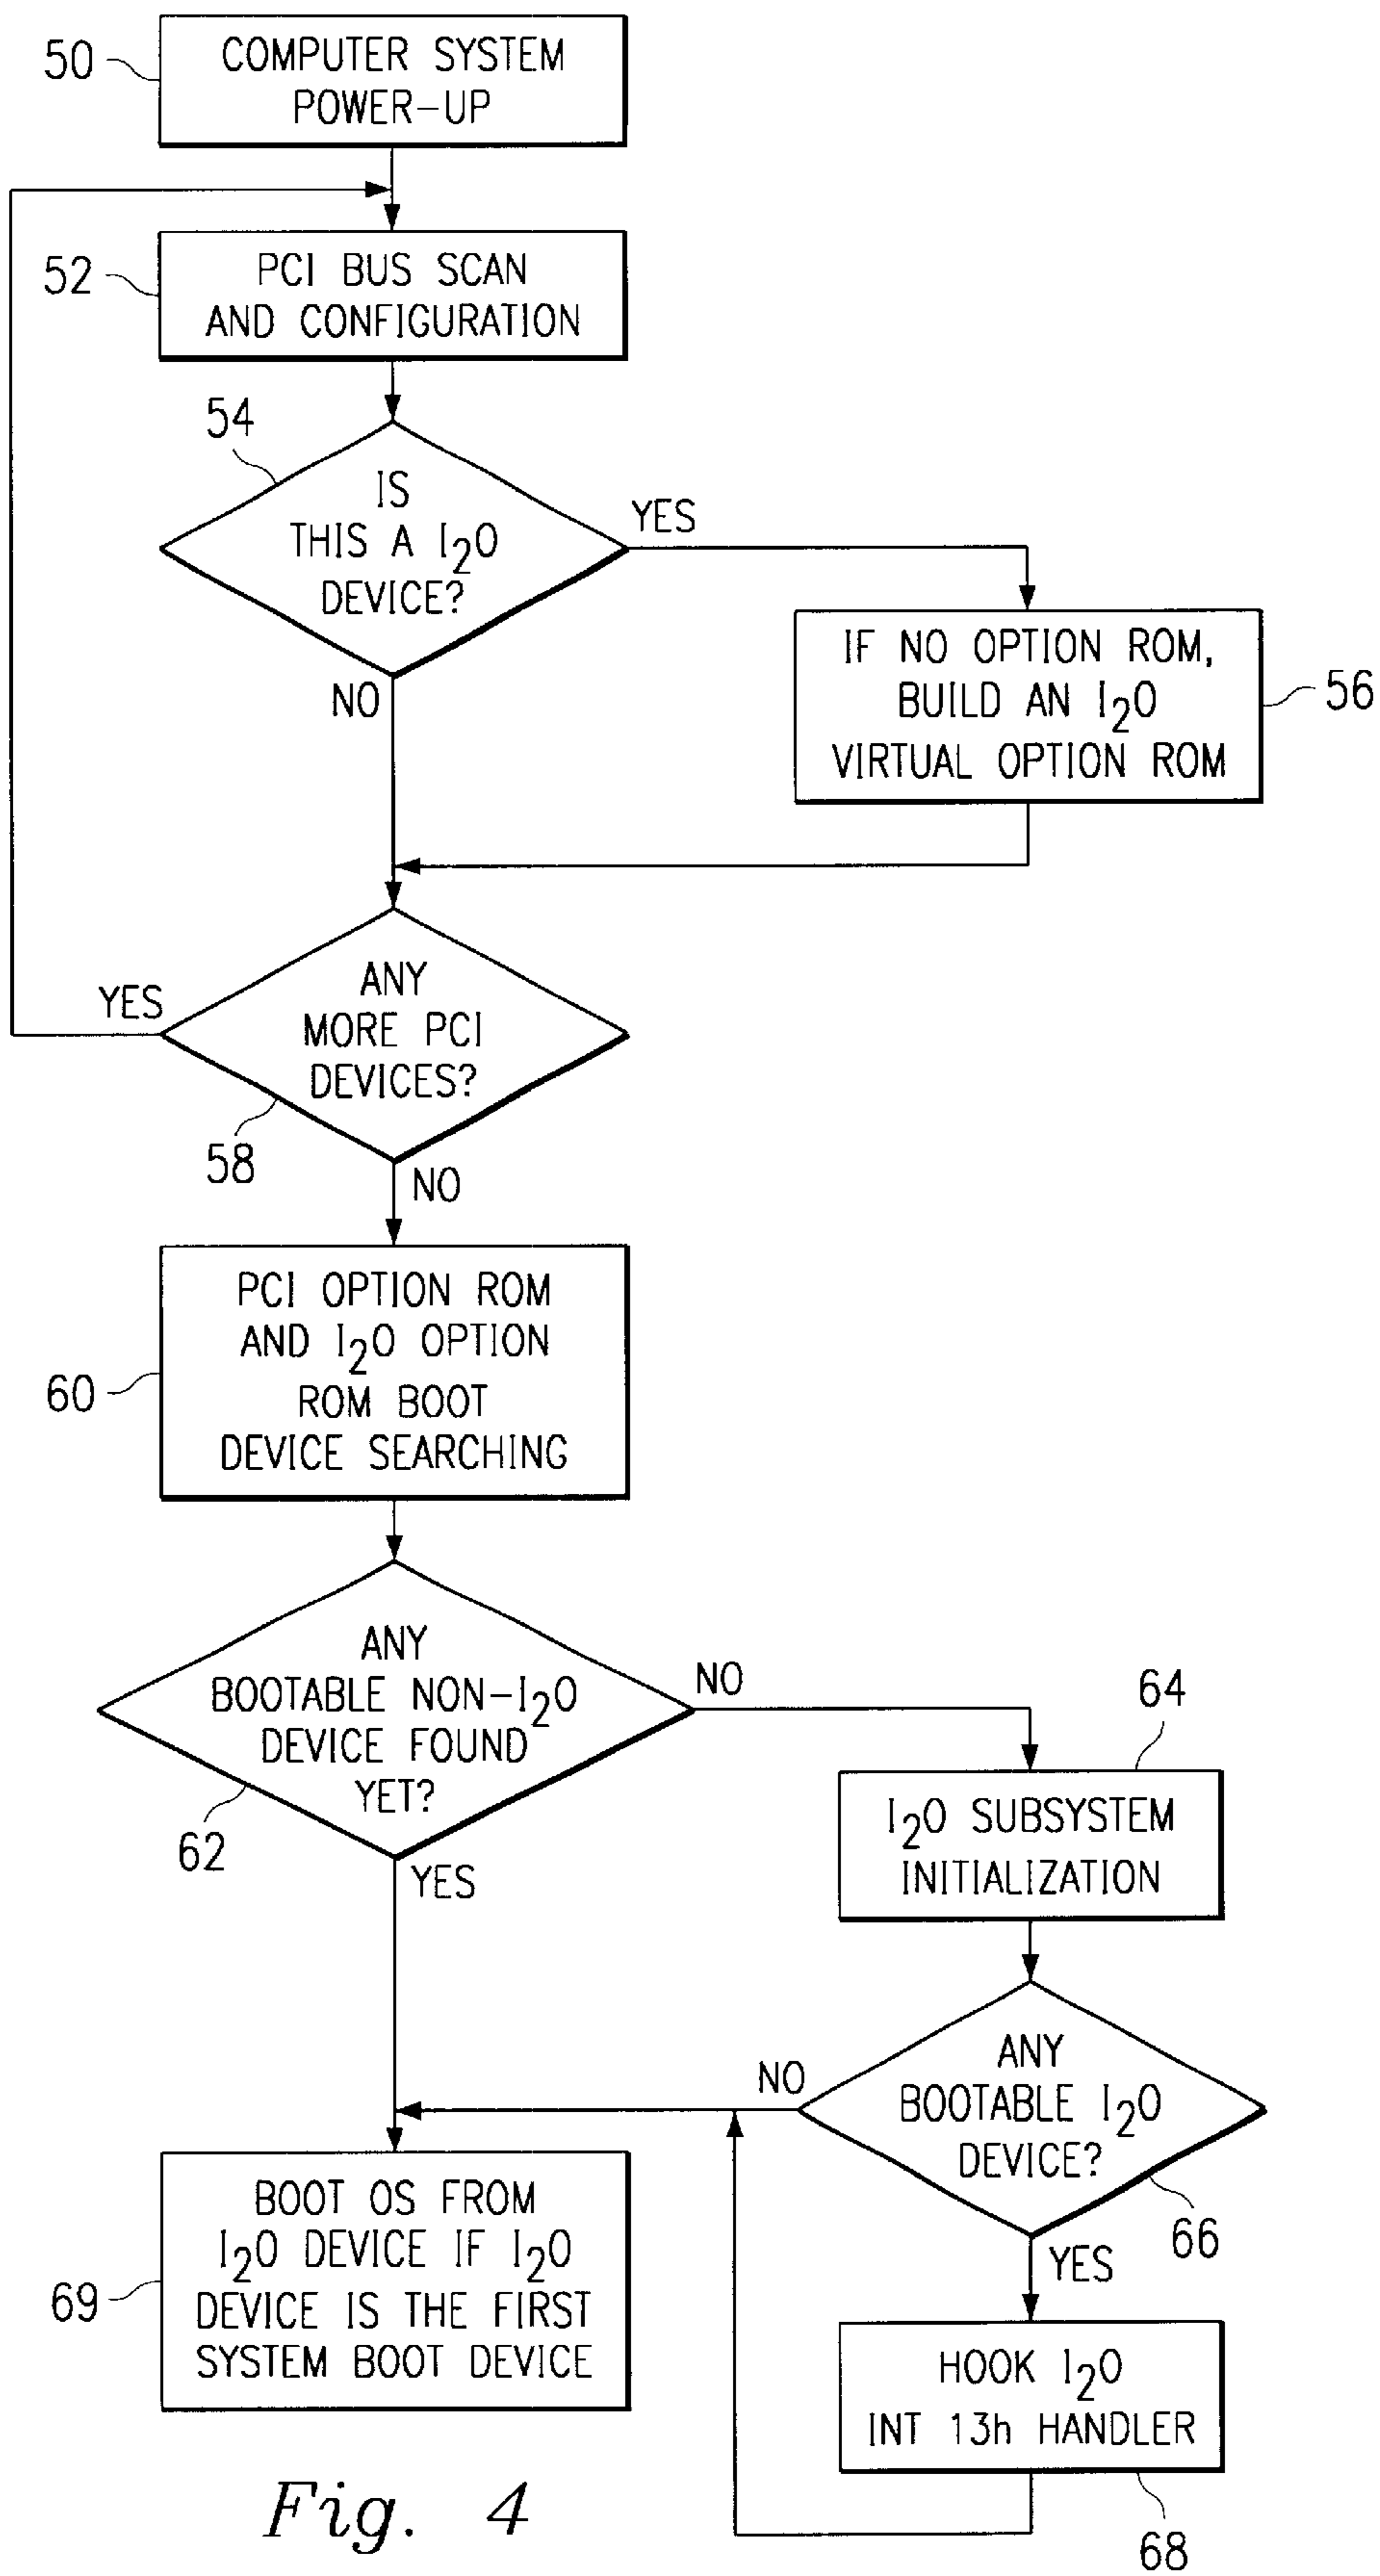 50
COMPUTER SYSTEM
POWER-UP
52
PCI BUS SCAN
AND CONFIGURATION
54
IS
THIS A I₂O
DEVICE?
YES
NO
IF NO OPTION ROM,
BUILD AN I₂O
VIRTUAL OPTION ROM
56
ANY
MORE PCI
DEVICES?
YES
58
NO
PCI OPTION ROM
AND I₂O OPTION
ROM BOOT
DEVICE SEARCHING
60
ANY
BOOTABLE NON-I₂O
DEVICE FOUND
YET?
NO
62
YES
64
I₂O SUBSYSTEM
INITIALIZATION
ANY
BOOTABLE I₂O
DEVICE?
NO
66
YES
BOOT OS FROM
I₂O DEVICE IF I₂O
DEVICE IS THE FIRST
SYSTEM BOOT DEVICE
69
HOOK I₂O
INT 13h HANDLER
68
Fig. 4